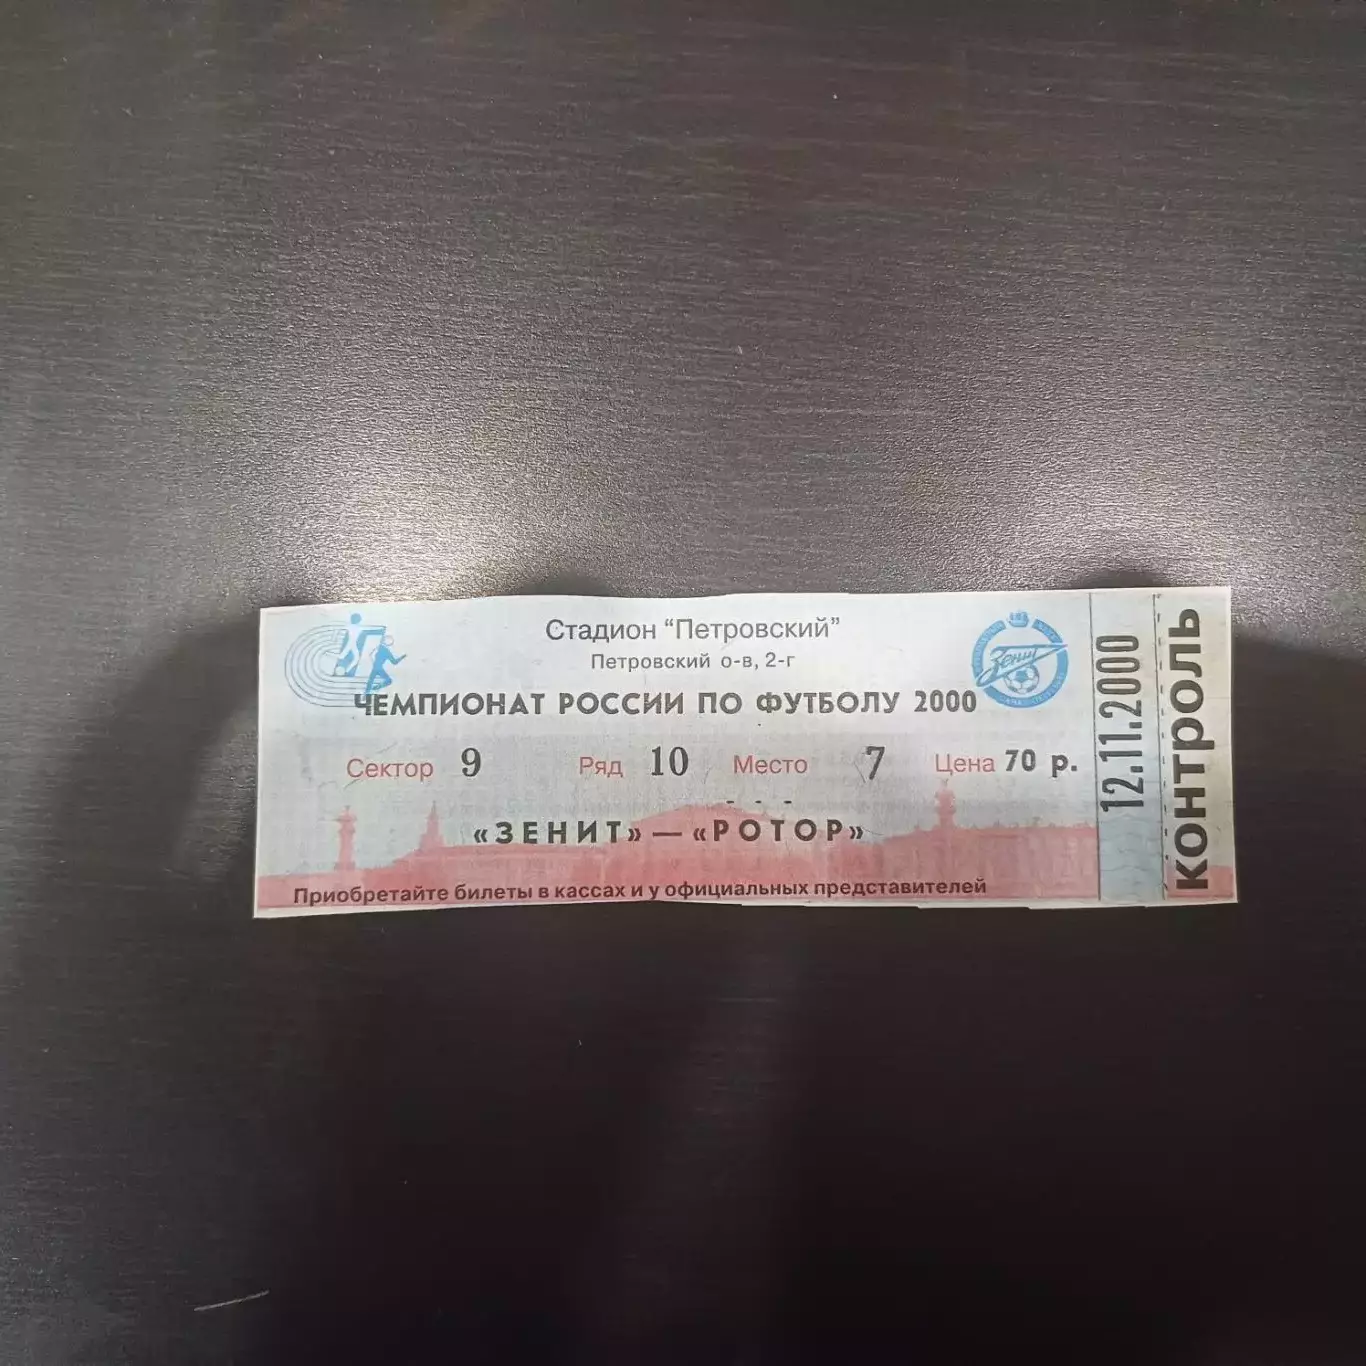 Стадион "Петровский"
Петровский о-в, 2-г
Зенит
ЧЕМПИОНАТ РОССИИ ПО ФУТБОЛУ 2000
Сектор 9 Ряд 10 Место 7 Цена 70 р.
«ЗЕНИТ» — «РОТОР»
Приобретайте билеты в кассах и у официальных представителей
12.11.2000
КОНТРОЛЬ